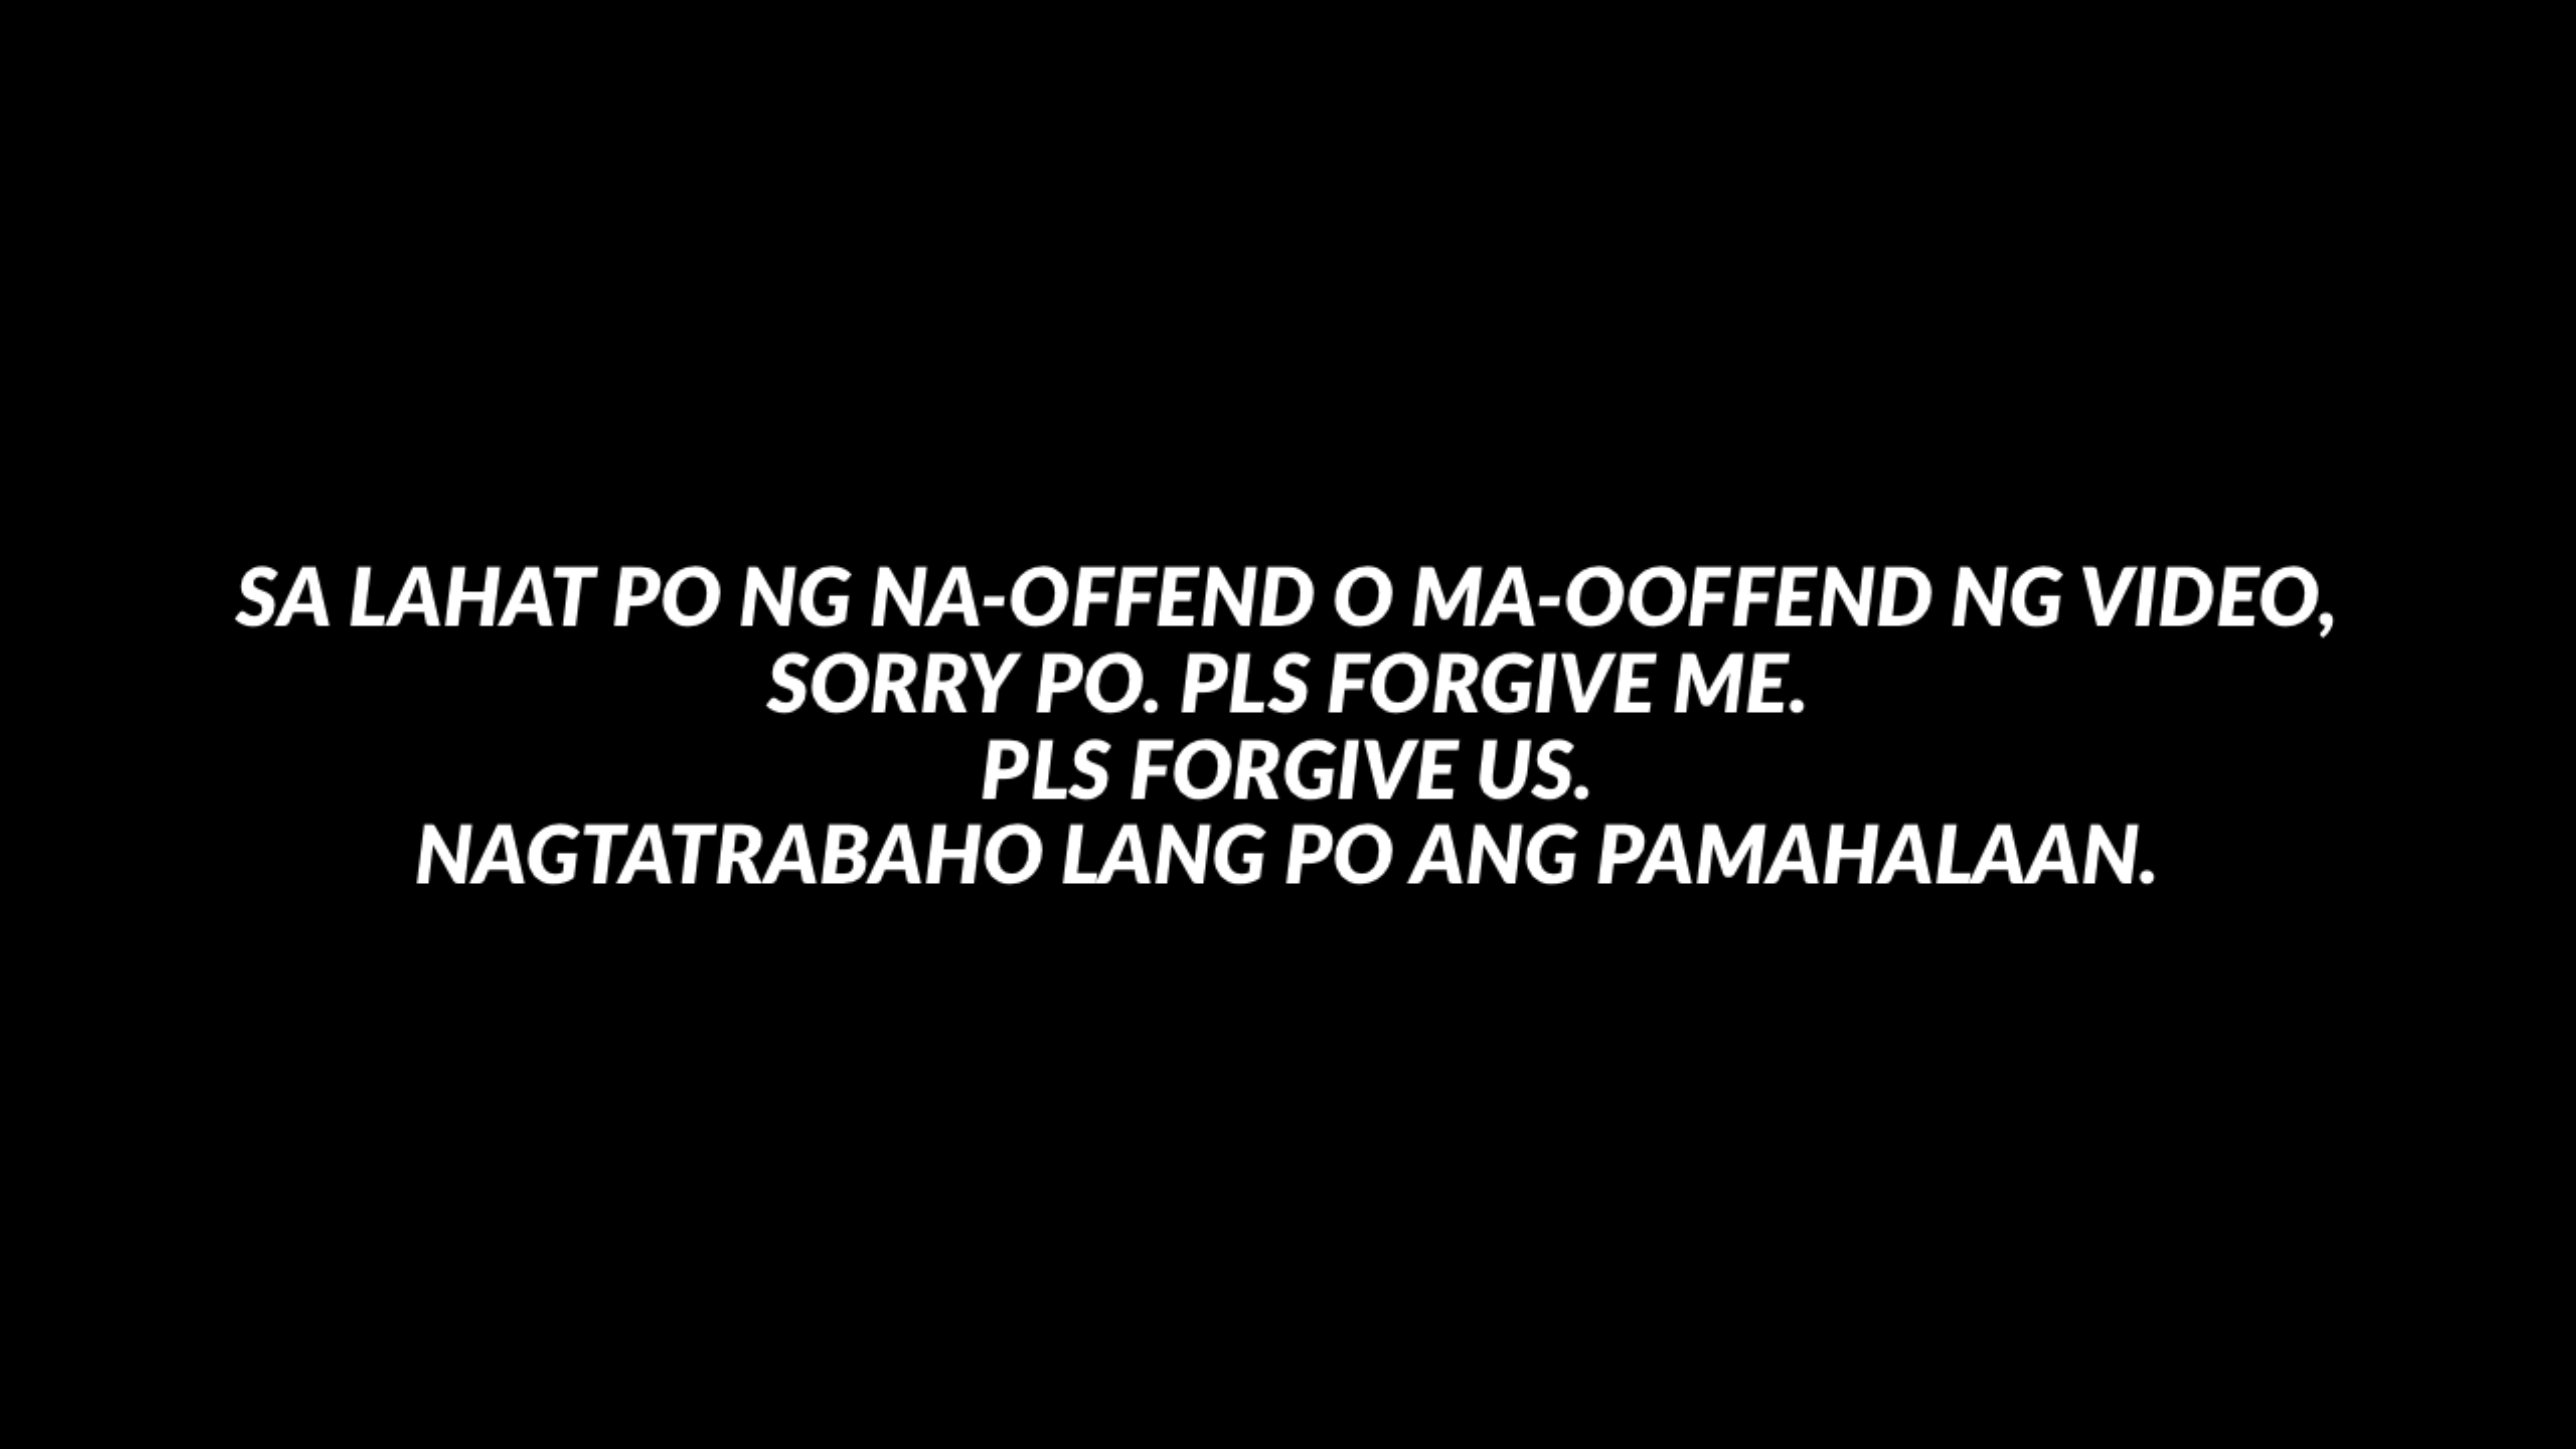 SA LAHAT PO NG NA-OFFEND O MA-OOFFEND NG VIDEO,
SORRY PO. PLS FORGIVE ME.
PLS FORGIVE US.
NAGTATRABAHO LANG PO ANG PAMAHALAAN.